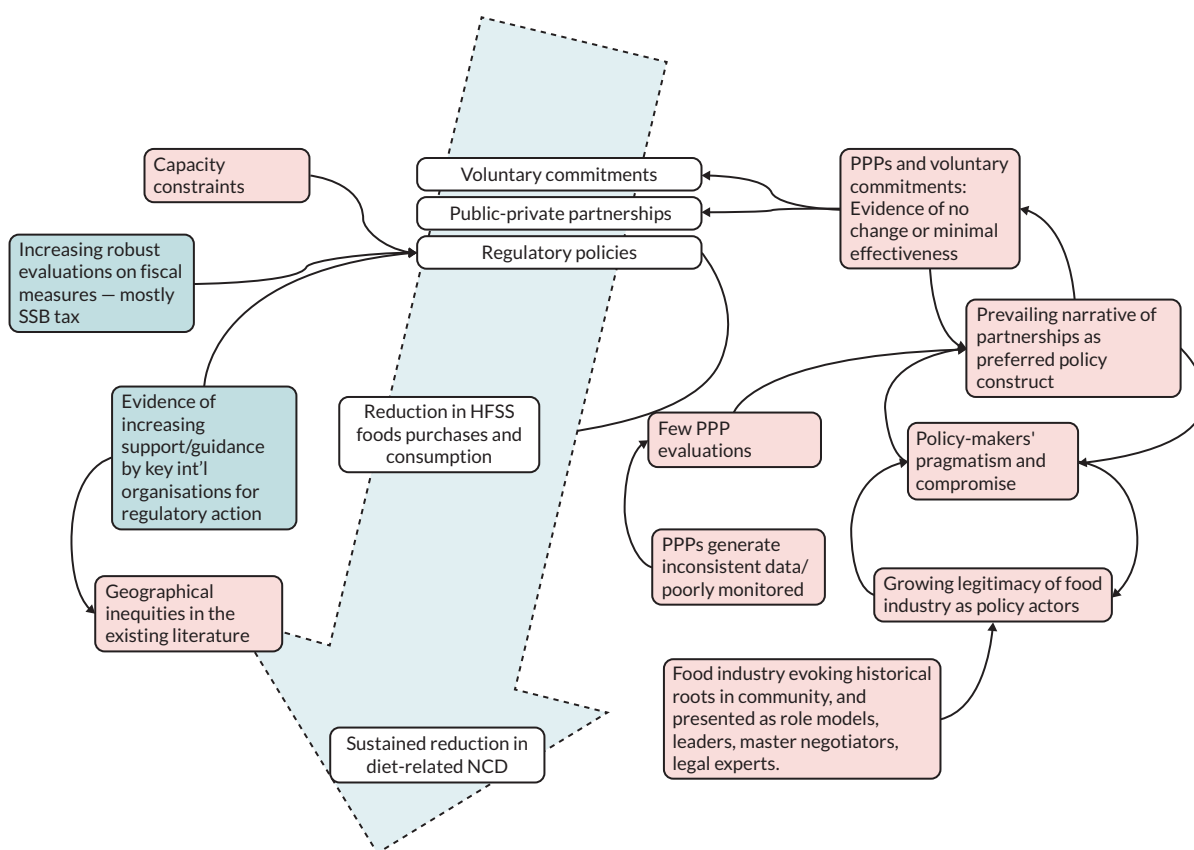 Capacity
constraints
Increasing robust
evaluations on fiscal
measures — mostly
SSB tax
Evidence of
increasing
support/guidance
by key int'l
organisations for
regulatory action
Geographical
inequities in the
existing literature
Voluntary commitments
Public-private partnerships
Regulatory policies
Reduction in HFSS
foods purchases and
consumption
Sustained reduction in
diet-related NCD
PPPs and voluntary
commitments:
Evidence of no
change or minimal
effectiveness
Prevailing narrative of
partnerships as
preferred policy
construct
Few PPP
evaluations
Policy-makers'
pragmatism and
compromise
PPPs generate
inconsistent data/
poorly monitored
Growing legitimacy of food
industry as policy actors
Food industry evoking historical
roots in community, and
presented as role models,
leaders, master negotiators,
legal experts.